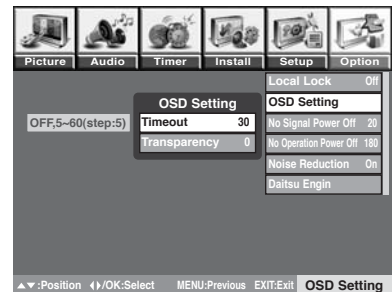 Picture Audio Timer Install Setup Option
Local Lock Off
OSD Setting
OSD Setting
OFF,5~60(step:5)
Timeout 30
No Signal Power Off 20
Transparency 0
No Operation Power Off 180
Noise Reduction On
Daitsu Engin
▲▼:Position ◀▶/OK:Select MENU:Previous EXIT:Exit OSD Setting